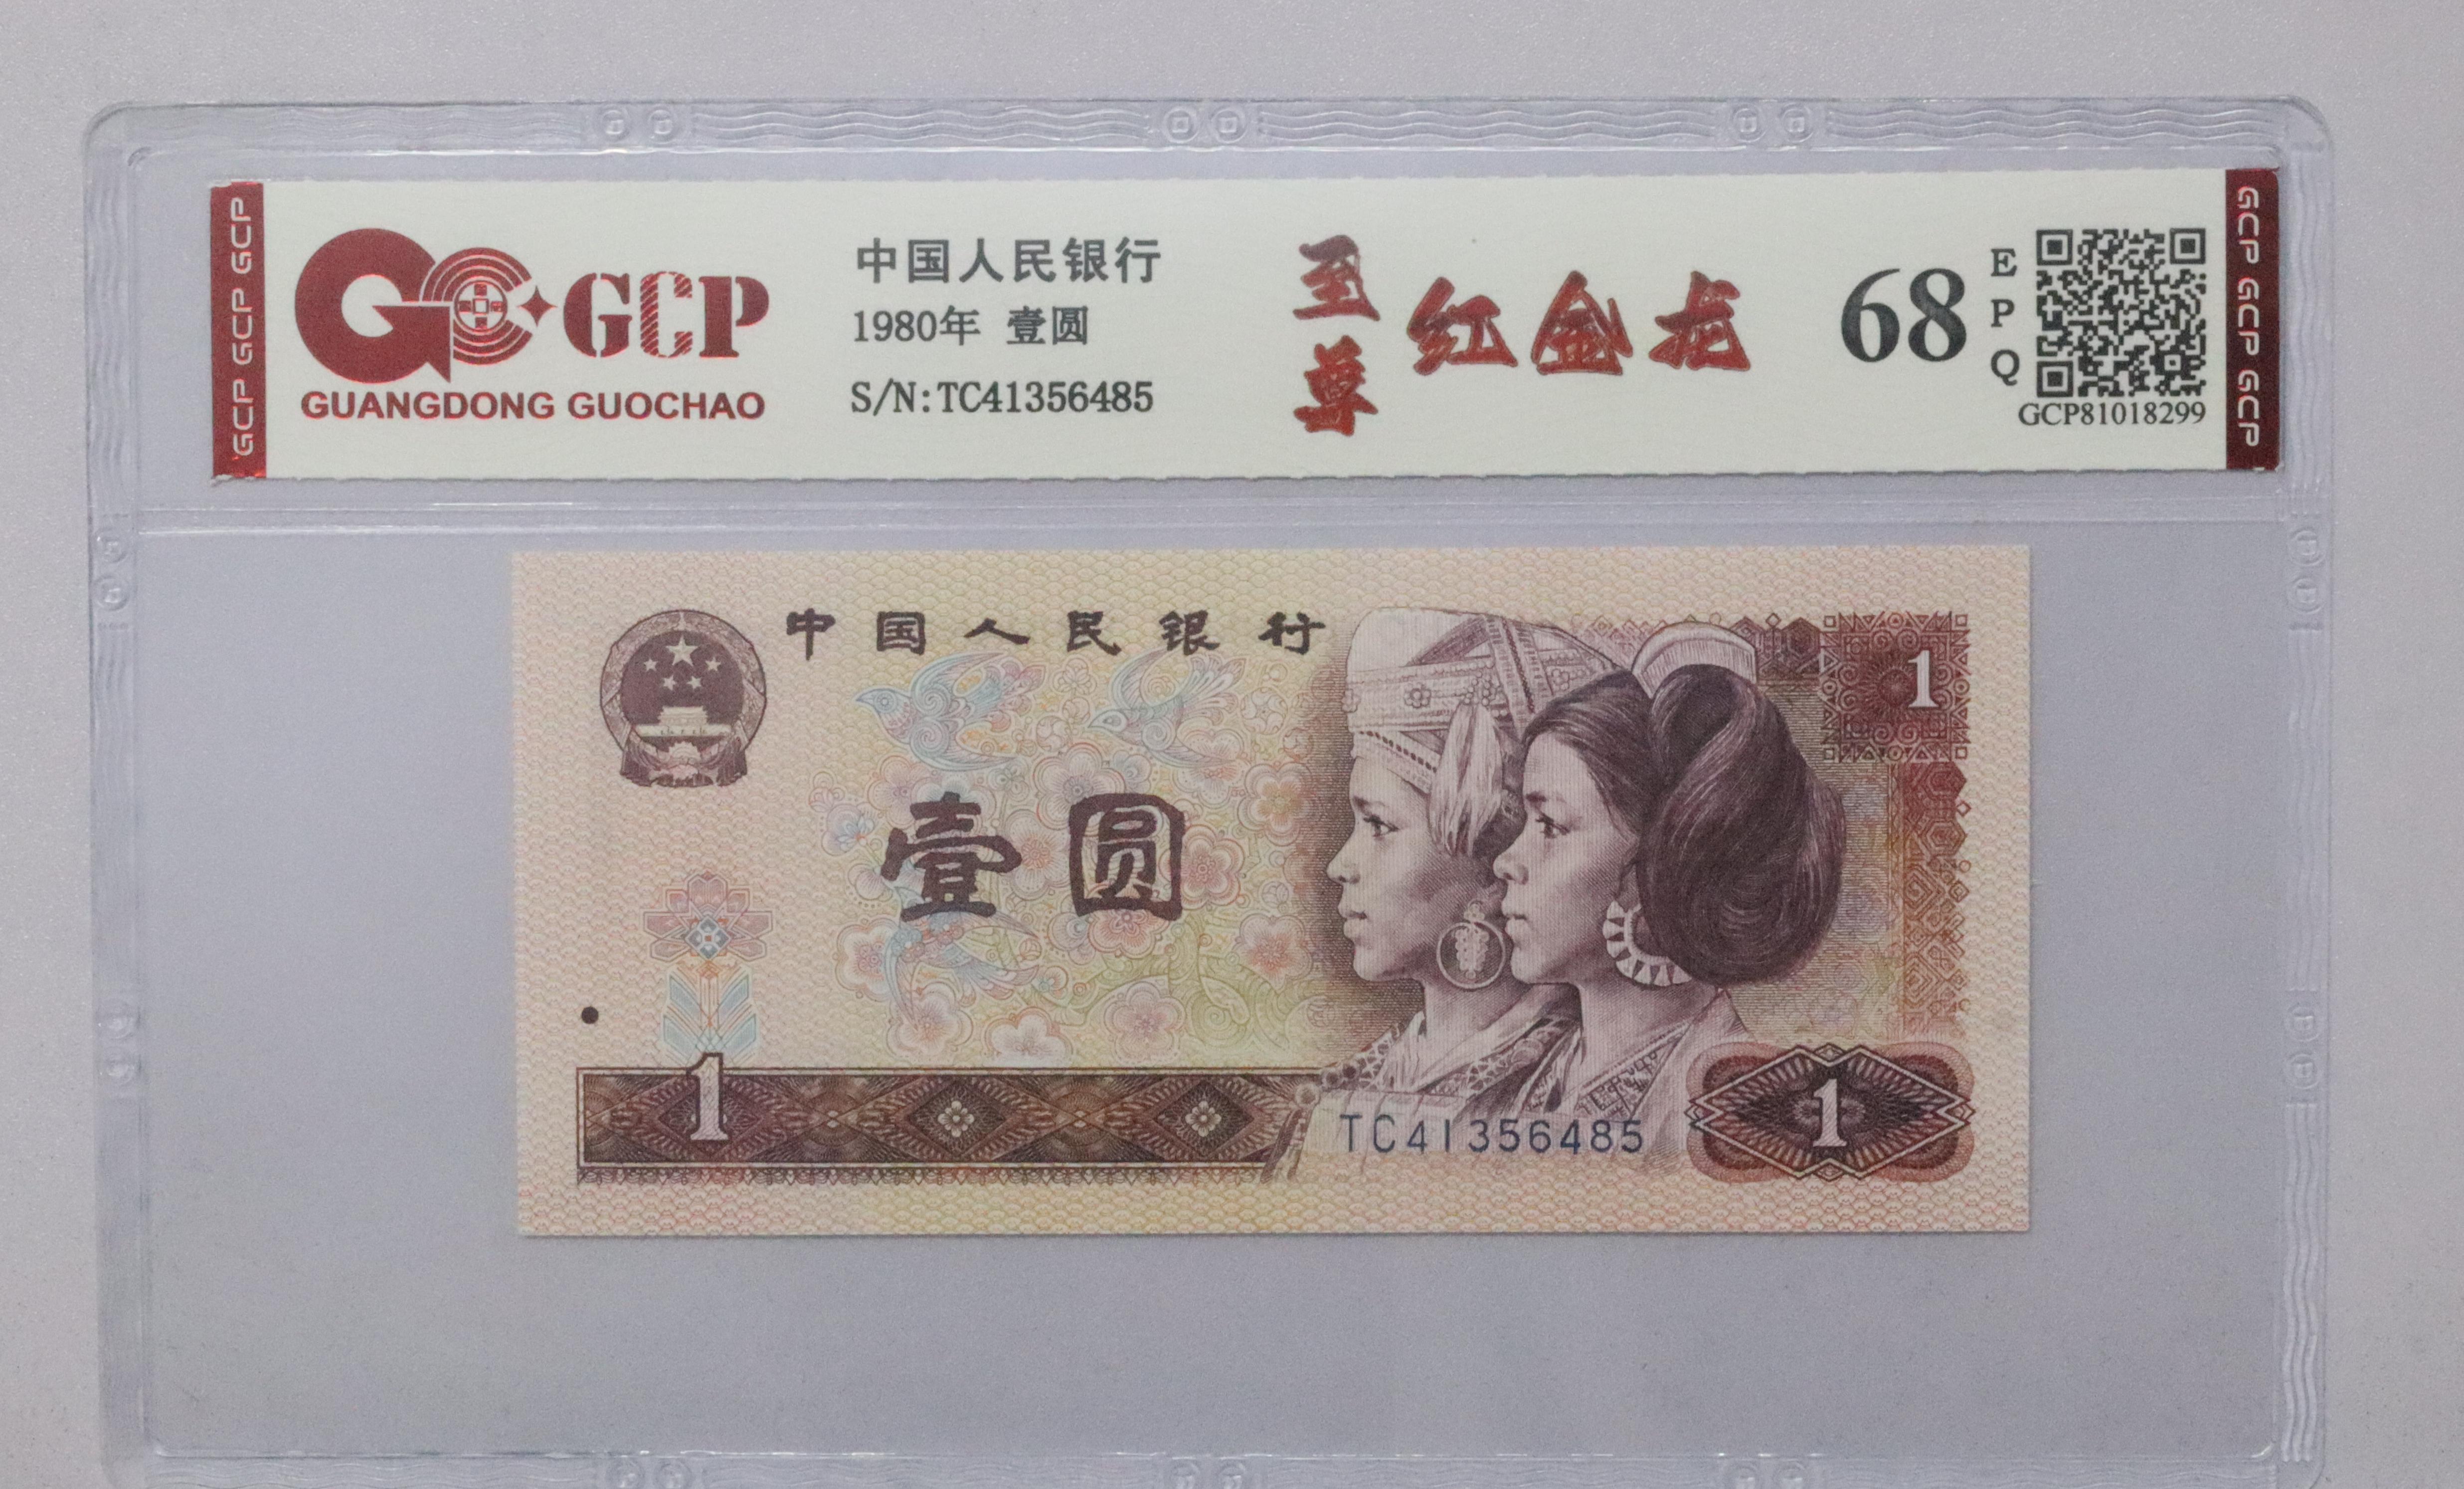 GCP GCP GCP
GCP
GUANGDONG GUOCHAO
中国人民银行
1980年 壹圆
S/N:TC41356485
至尊
红金龙
68
EPQ
GCP81018299
GCP GCP GCP
中国人民银行
1
壹圆
1
TC41356485
1